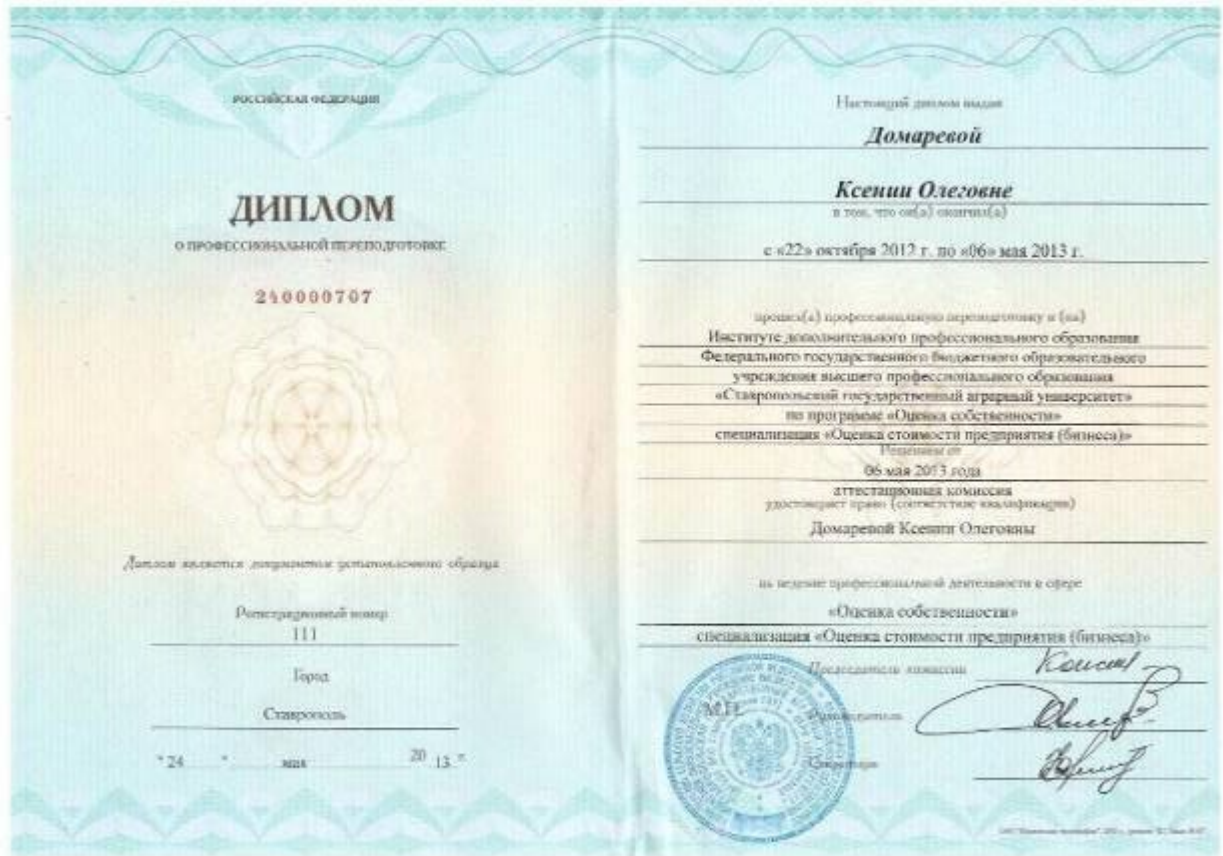 РОССИЙСКАЯ ФЕДЕРАЦИЯ
ДИПЛОМ
О ПРОФЕССИОНАЛЬНОЙ ПЕРЕПОДГОТОВКЕ
240000707
Диплом является документом установленного образца
Регистрационный номер
111
Город
Ставрополь
"24 " мая 20 13 г.
Настоящий диплом выдан
Домаревой
Ксении Олеговне
в том, что он(а) окончил(а)
с «22» октября 2012 г. по «06» мая 2013 г.
прошел(а) профессиональную переподготовку в (на)
Институте дополнительного профессионального образования
Федерального государственного бюджетного образовательного
учреждения высшего профессионального образования
«Ставропольский государственный аграрный университет»
по программе «Оценка собственности»
специализация «Оценка стоимости предприятия (бизнеса)»
Решением от
06 мая 2013 года
аттестационная комиссия
удостоверяет право (соответствие квалификации)
Домаревой Ксении Олеговны
на ведение профессиональной деятельности в сфере
«Оценка собственности»
специализация «Оценка стоимости предприятия (бизнеса)»
Председатель комиссии
М.П. Руководитель
Секретарь